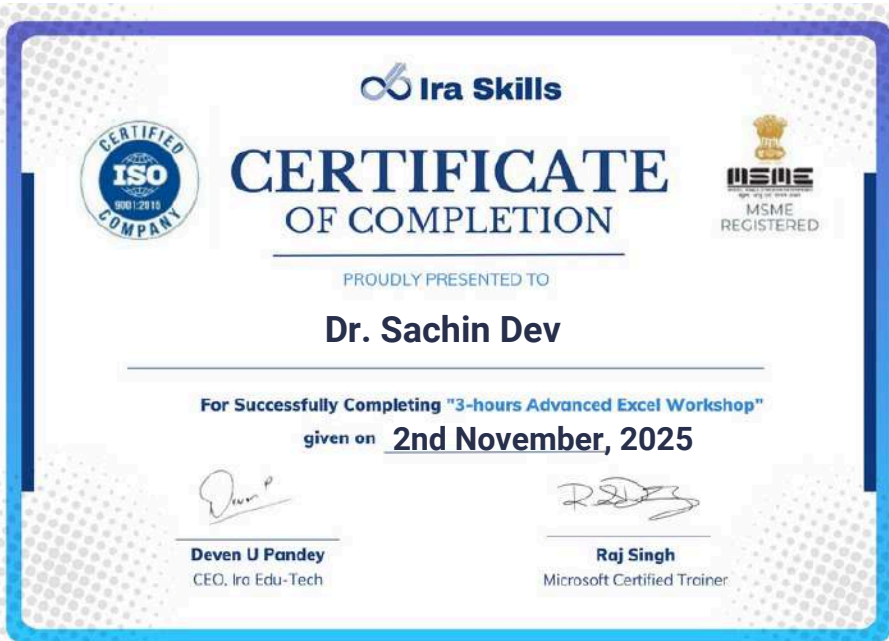 Ira Skills
CERTIFIED
ISO
9001:2015
COMPANY
CERTIFICATE
OF COMPLETION
MSME
MSME
REGISTERED
PROUDLY PRESENTED TO
Dr. Sachin Dev
For Successfully Completing "3-hours Advanced Excel Workshop"
given on 2nd November, 2025
Deven P
Deven U Pandey
CEO, Ira Edu-Tech
Raj Singh
Microsoft Certified Trainer